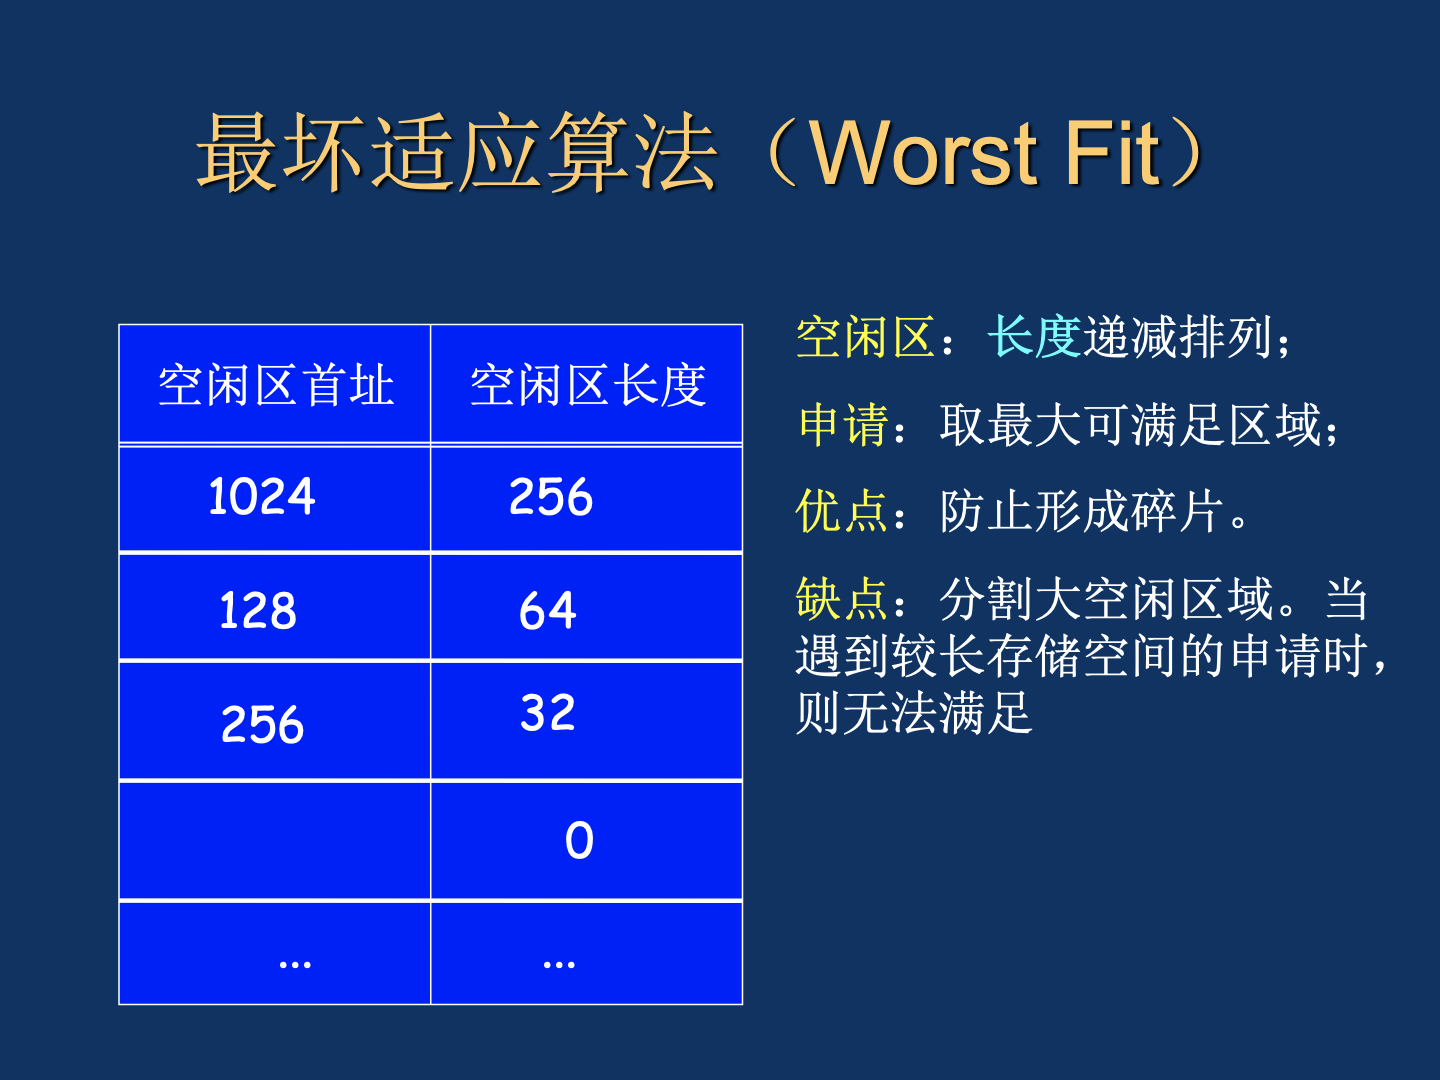 最坏适应算法（Worst Fit）
空闲区首址 空闲区长度
1024 256
128 64
256 32
0
... ...
空闲区：长度递减排列；
申请：取最大可满足区域；
优点：防止形成碎片。
缺点：分割大空闲区域。当
遇到较长存储空间的申请时，
则无法满足